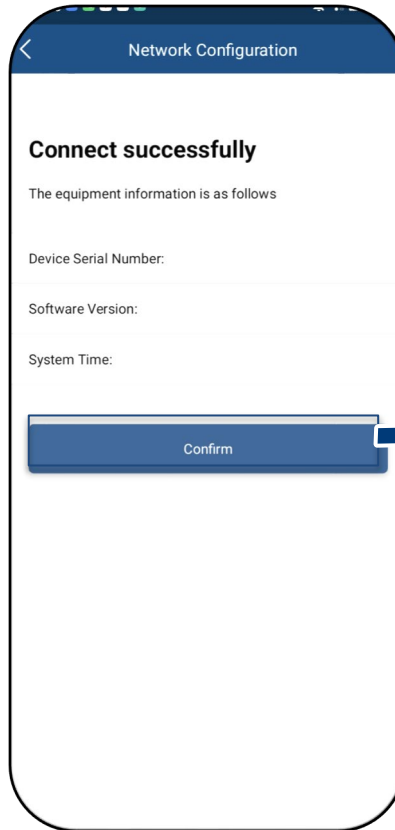 Network Configuration
Connect successfully
The equipment information is as follows
Device Serial Number:
Software Version:
System Time:
Confirm